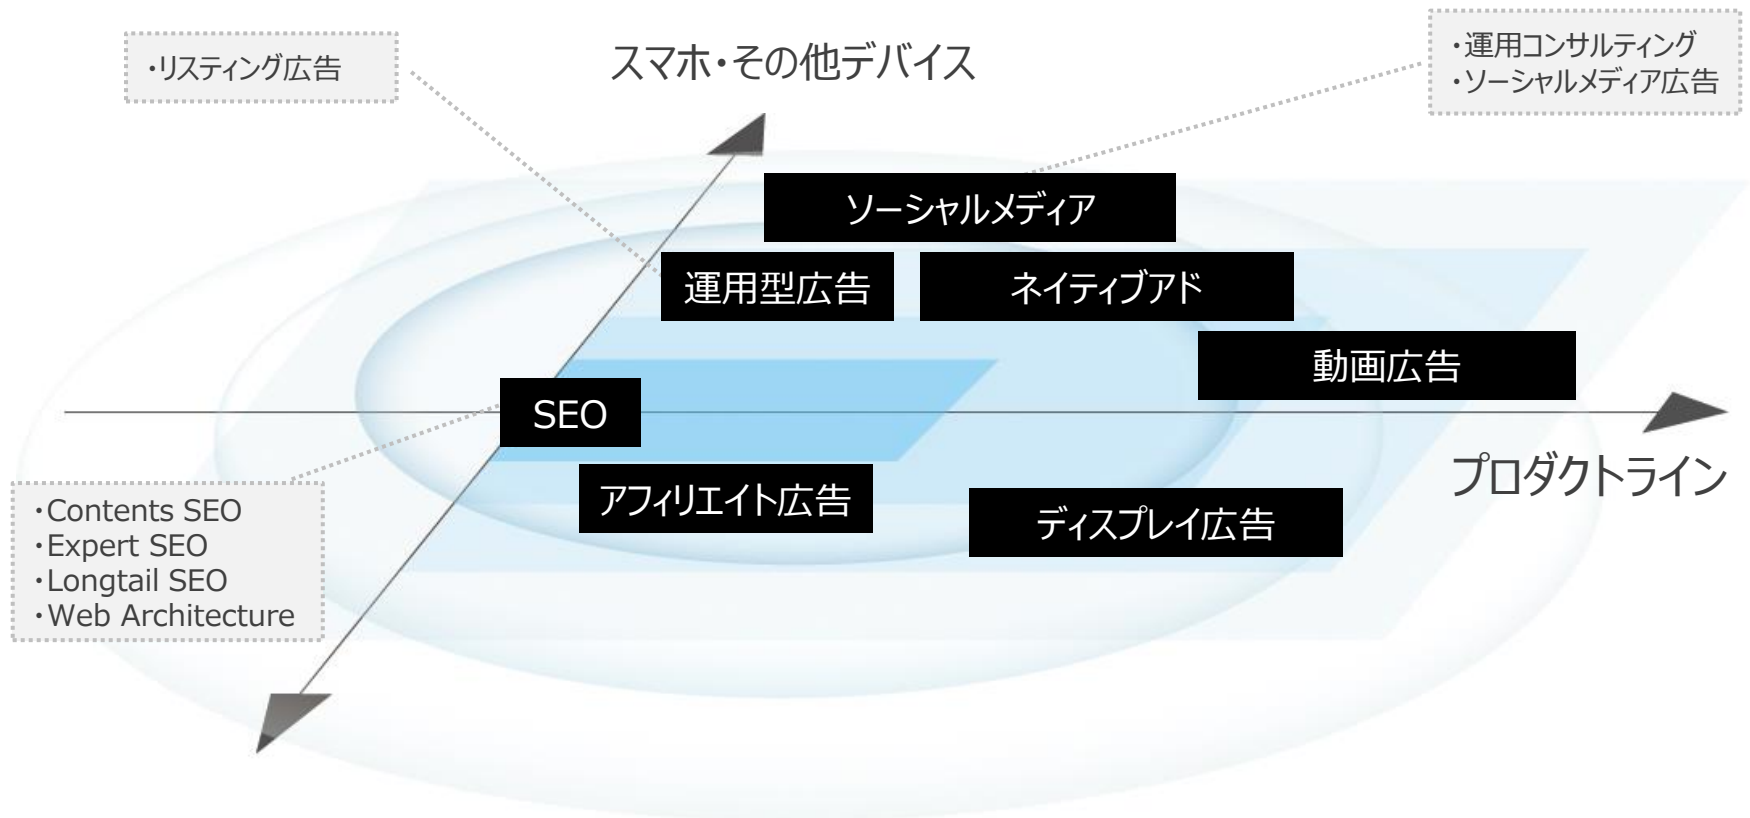 ・リスティング広告
スマホ・その他デバイス
・運用コンサルティング
・ソーシャルメディア広告
ソーシャルメディア
運用型広告
ネイティブアド
動画広告
SEO
プロダクトライン
アフィリエイト広告
ディスプレイ広告
・Contents SEO
・Expert SEO
・Longtail SEO
・Web Architecture